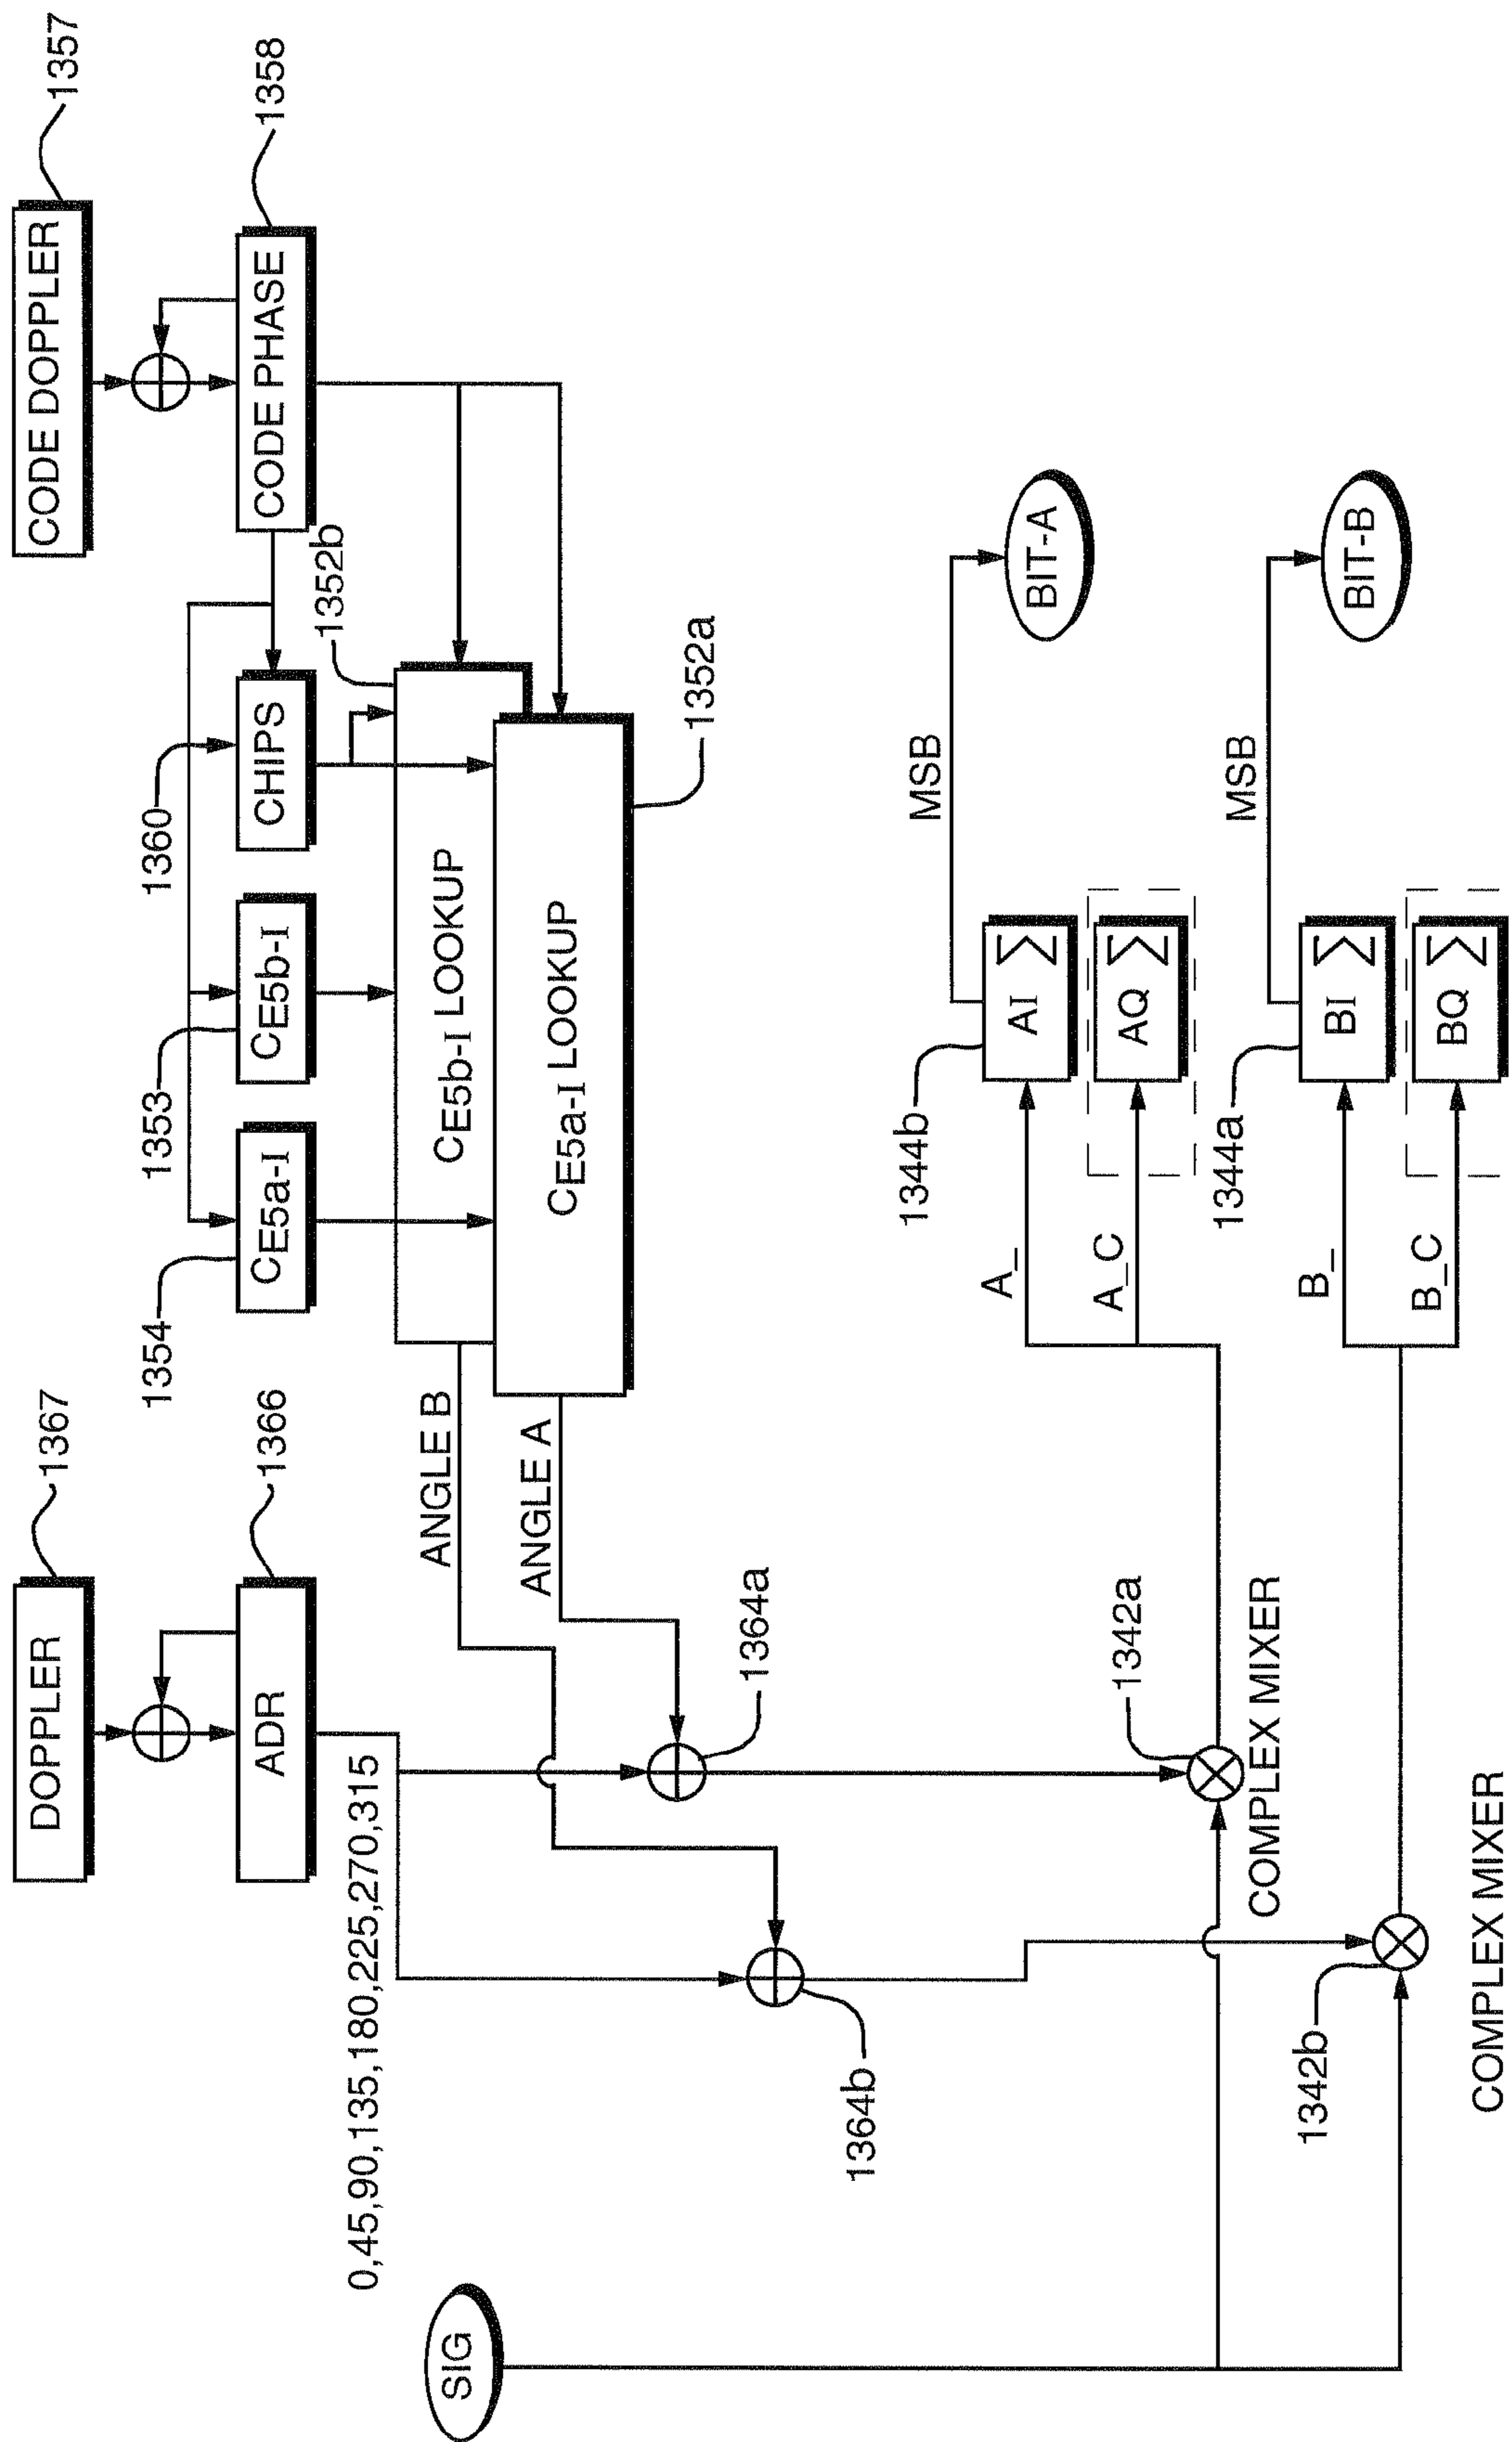 DOPPLER
1367
CODE DOPPLER
1357
ADR
1366
1354
CE5a-I
1353
CE5b-I
1360
CHIPS
CODE PHASE
1358
0,45,90,135,180,225,270,315
1352b
CE5b-I LOOKUP
CE5a-I LOOKUP
1352a
ANGLE B
ANGLE A
SIG
1364a
1364b
1342a
COMPLEX MIXER
1342b
COMPLEX MIXER
A_
A_C
1344b
AI Σ
AQ Σ
MSB
BIT-A
B_
B_C
1344a
BI Σ
BQ Σ
MSB
BIT-B